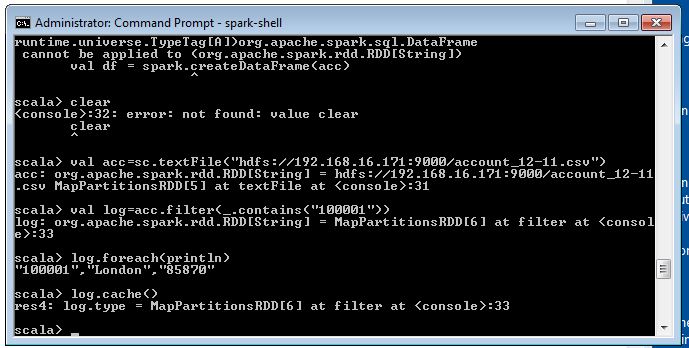 Administrator: Command Prompt - spark-shell
runtime.universe.TypeTag[A])org.apache.spark.sql.DataFrame
cannot be applied to (org.apache.spark.rdd.RDD[String])
val df = spark.createDataFrame(acc)
^
scala> clear
<console>:32: error: not found: value clear
clear
^
scala> val acc=sc.textFile("hdfs://192.168.16.171:9000/account_12-11.csv")
acc: org.apache.spark.rdd.RDD[String] = hdfs://192.168.16.171:9000/account_12-11
.csv MapPartitionsRDD[5] at textFile at <console>:31
scala> val log=acc.filter(_.contains("100001"))
log: org.apache.spark.rdd.RDD[String] = MapPartitionsRDD[6] at filter at <consol
e>:33
scala> log.foreach(println)
"100001","London","85870"
scala> log.cache()
res4: log.type = MapPartitionsRDD[6] at filter at <console>:33
scala> _